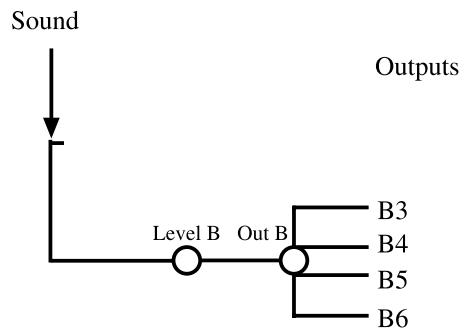 Sound
Outputs
B3
Level B
Out B
B4
B5
B6